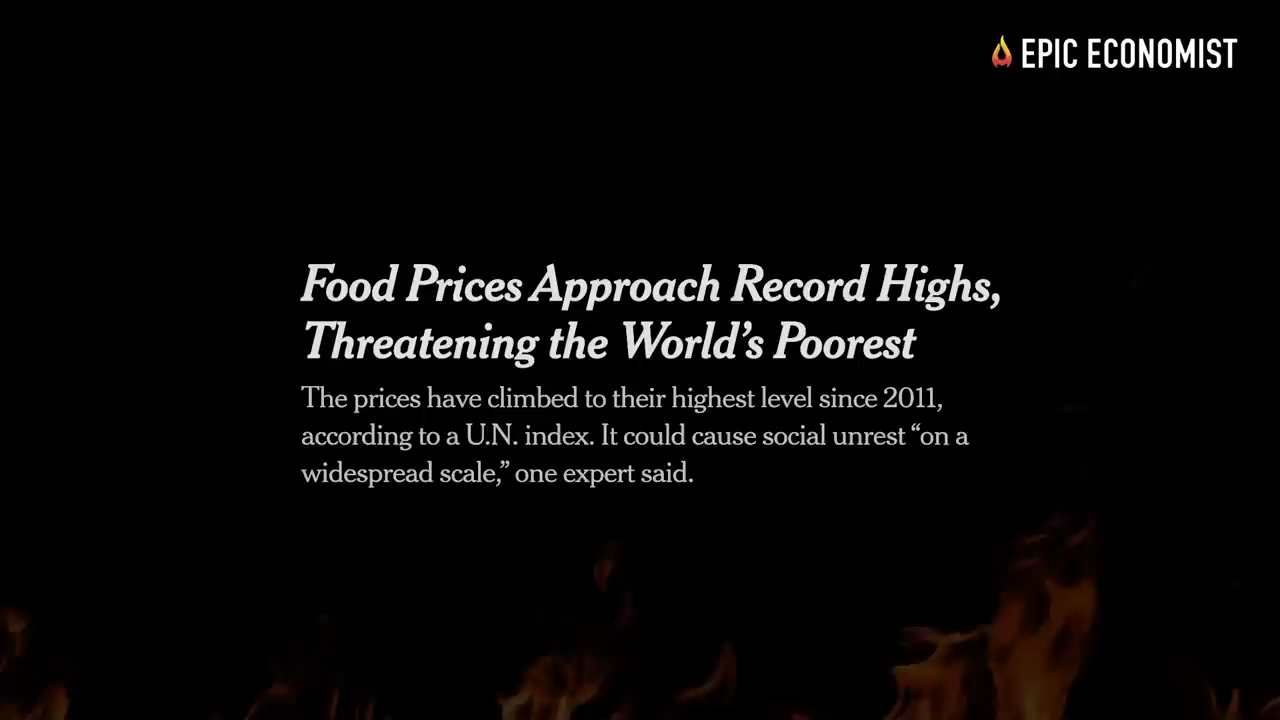 EPIC ECONOMIST
Food Prices Approach Record Highs,
Threatening the World’s Poorest
The prices have climbed to their highest level since 2011,
according to a U.N. index. It could cause social unrest “on a
widespread scale,” one expert said.